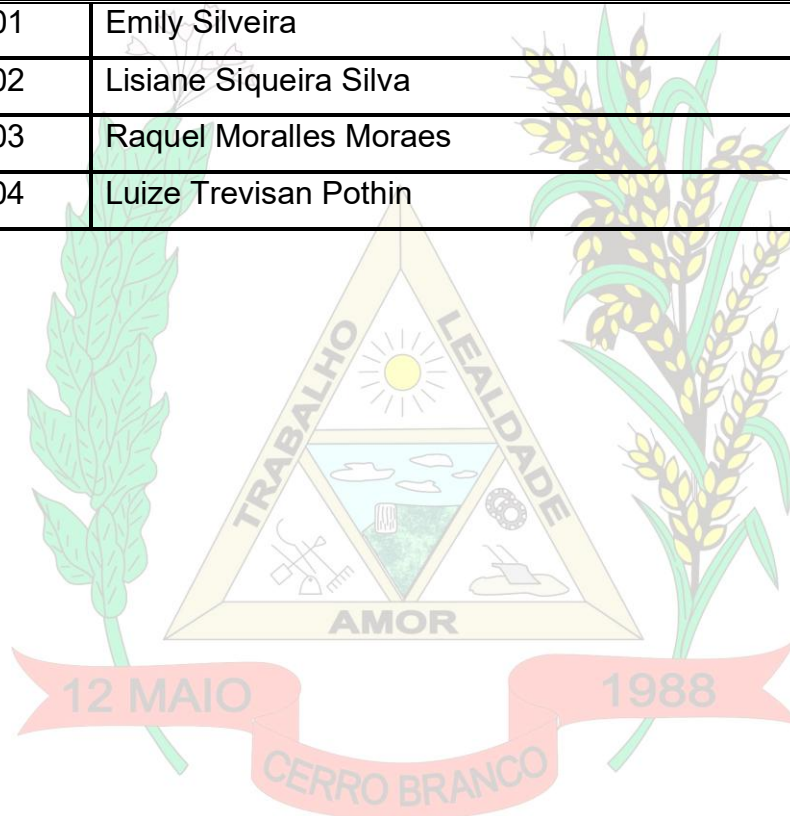 01 Emily Silveira
02 Lisiane Siqueira Silva
03 Raquel Moralles Moraes
04 Luize Trevisan Pothin
TRABALHO
LEALDADE
AMOR
12 MAIO
1988
CERRO BRANCO